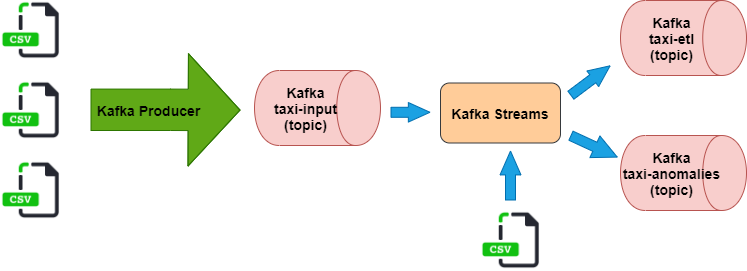 CSV
CSV
CSV
Kafka Producer
Kafka
taxi-input
(topic)
Kafka Streams
CSV
Kafka
taxi-etl
(topic)
Kafka
taxi-anomalies
(topic)